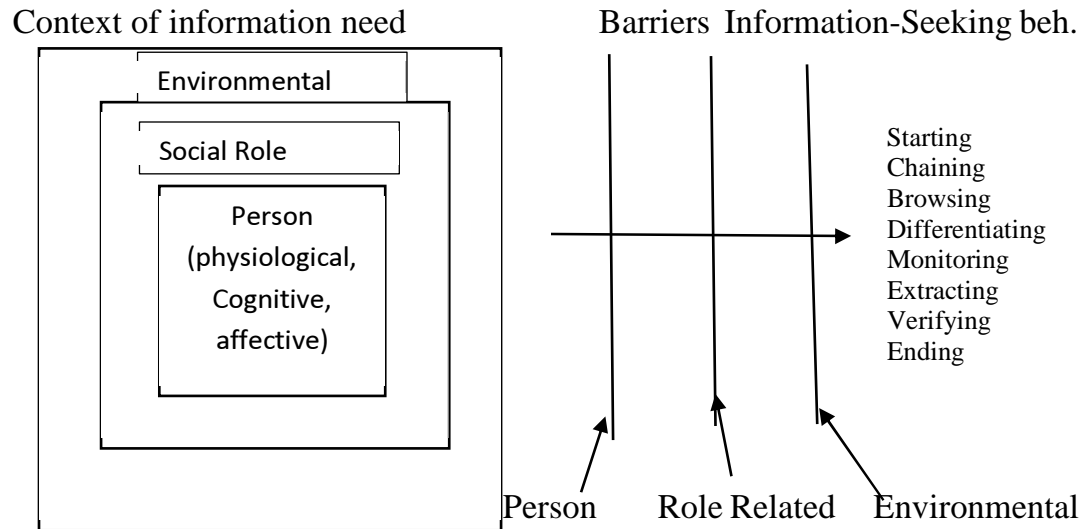 Context of information need
Barriers Information-Seeking beh.
Environmental
Social Role
Person
(physiological,
Cognitive,
affective)
Starting
Chaining
Browsing
Differentiating
Monitoring
Extracting
Verifying
Ending
Person
Role Related
Environmental